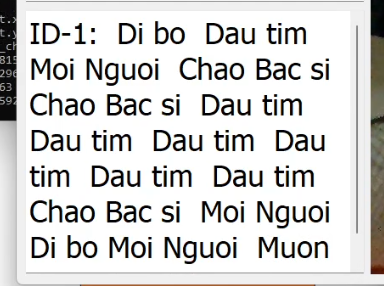 ID-1:  Di bo  Dau tim
Moi Nguoi  Chao Bac si
Chao Bac si  Dau tim
Dau tim  Dau tim  Dau
tim  Dau tim  Dau tim
Chao Bac si  Moi Nguoi
Di bo Moi Nguoi  Muon